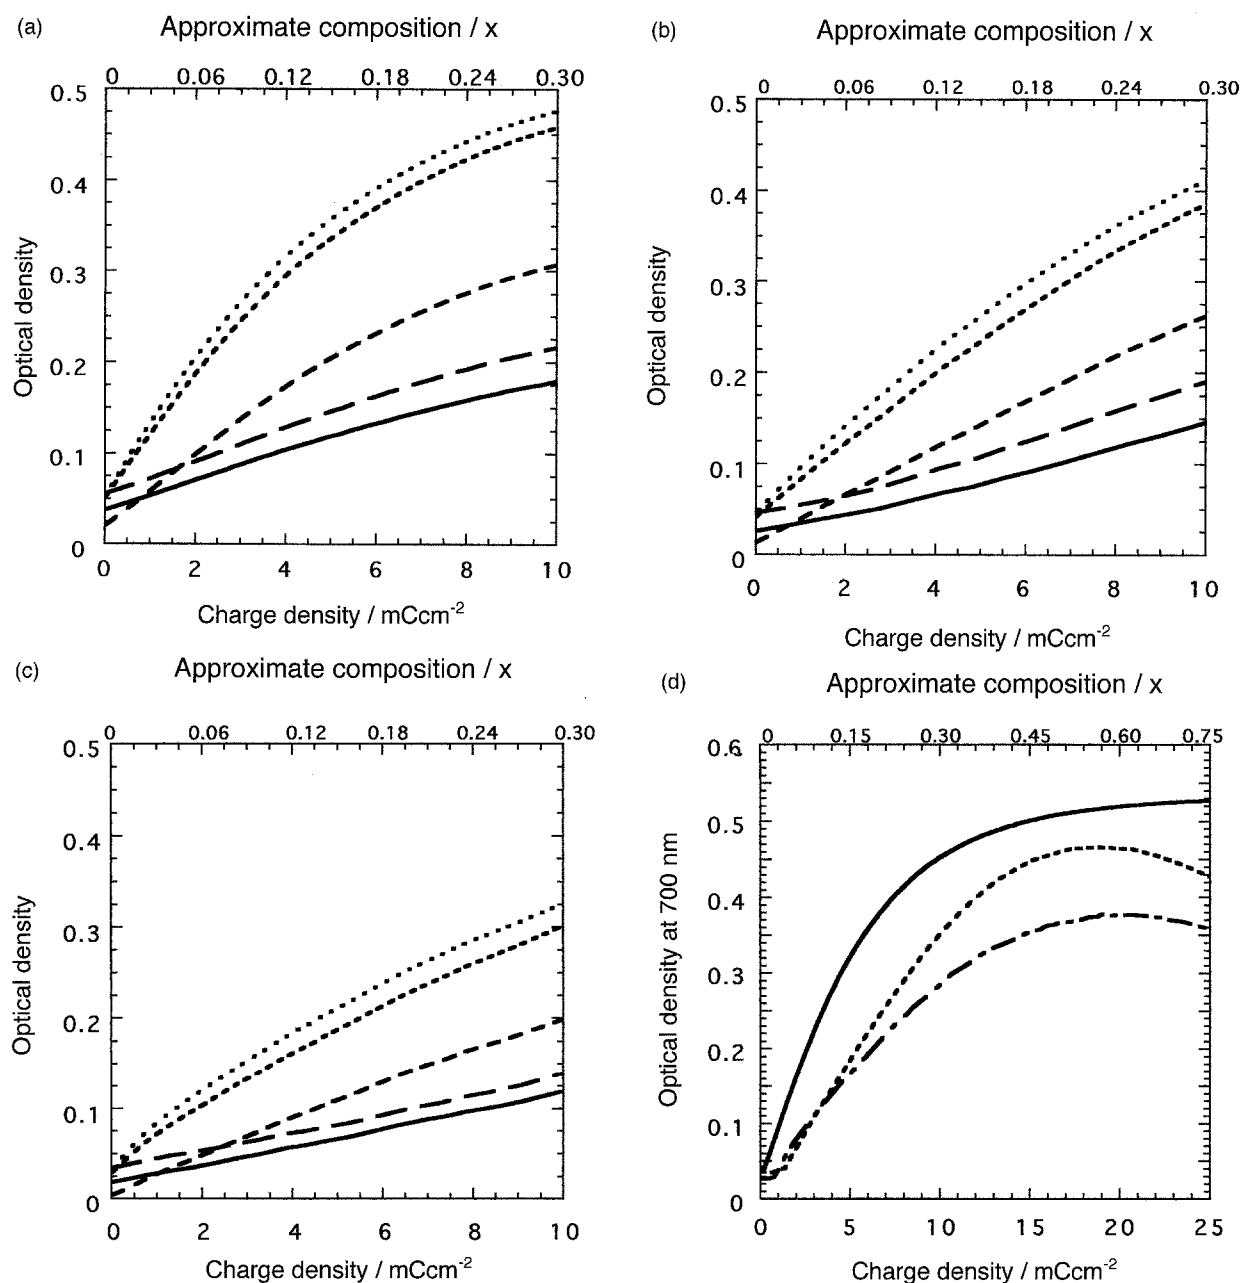 (a)
Approximate composition / x
0 0.06 0.12 0.18 0.24 0.30
0.5
0.4
0.3
0.2
0.1
0
Optical density
0 2 4 6 8 10
Charge density / mCcm-2
(b)
Approximate composition / x
0 0.06 0.12 0.18 0.24 0.30
0.5
0.4
0.3
0.2
0.1
0
Optical density
0 2 4 6 8 10
Charge density / mCcm-2
(c)
Approximate composition / x
0 0.06 0.12 0.18 0.24 0.30
0.5
0.4
0.3
0.2
0.1
0
Optical density
0 2 4 6 8 10
Charge density / mCcm-2
(d)
Approximate composition / x
0 0.15 0.30 0.45 0.60 0.75
0.6
0.5
0.4
0.3
0.2
0.1
0
Optical density at 700 nm
0 5 10 15 20 25
Charge density / mCcm-2